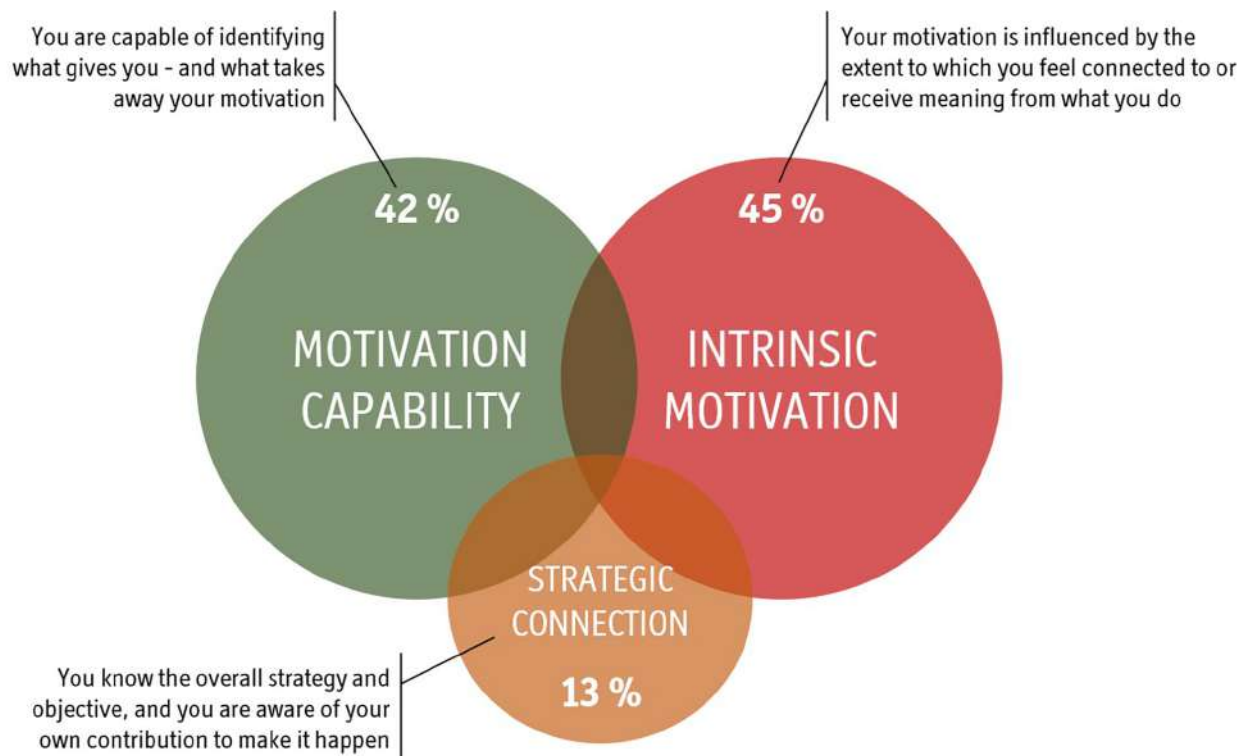 You are capable of identifying
what gives you - and what takes
away your motivation
Your motivation is influenced by the
extent to which you feel connected to or
receive meaning from what you do
42 %
45 %
MOTIVATION
CAPABILITY
INTRINSIC
MOTIVATION
STRATEGIC
CONNECTION
13 %
You know the overall strategy and
objective, and you are aware of your
own contribution to make it happen